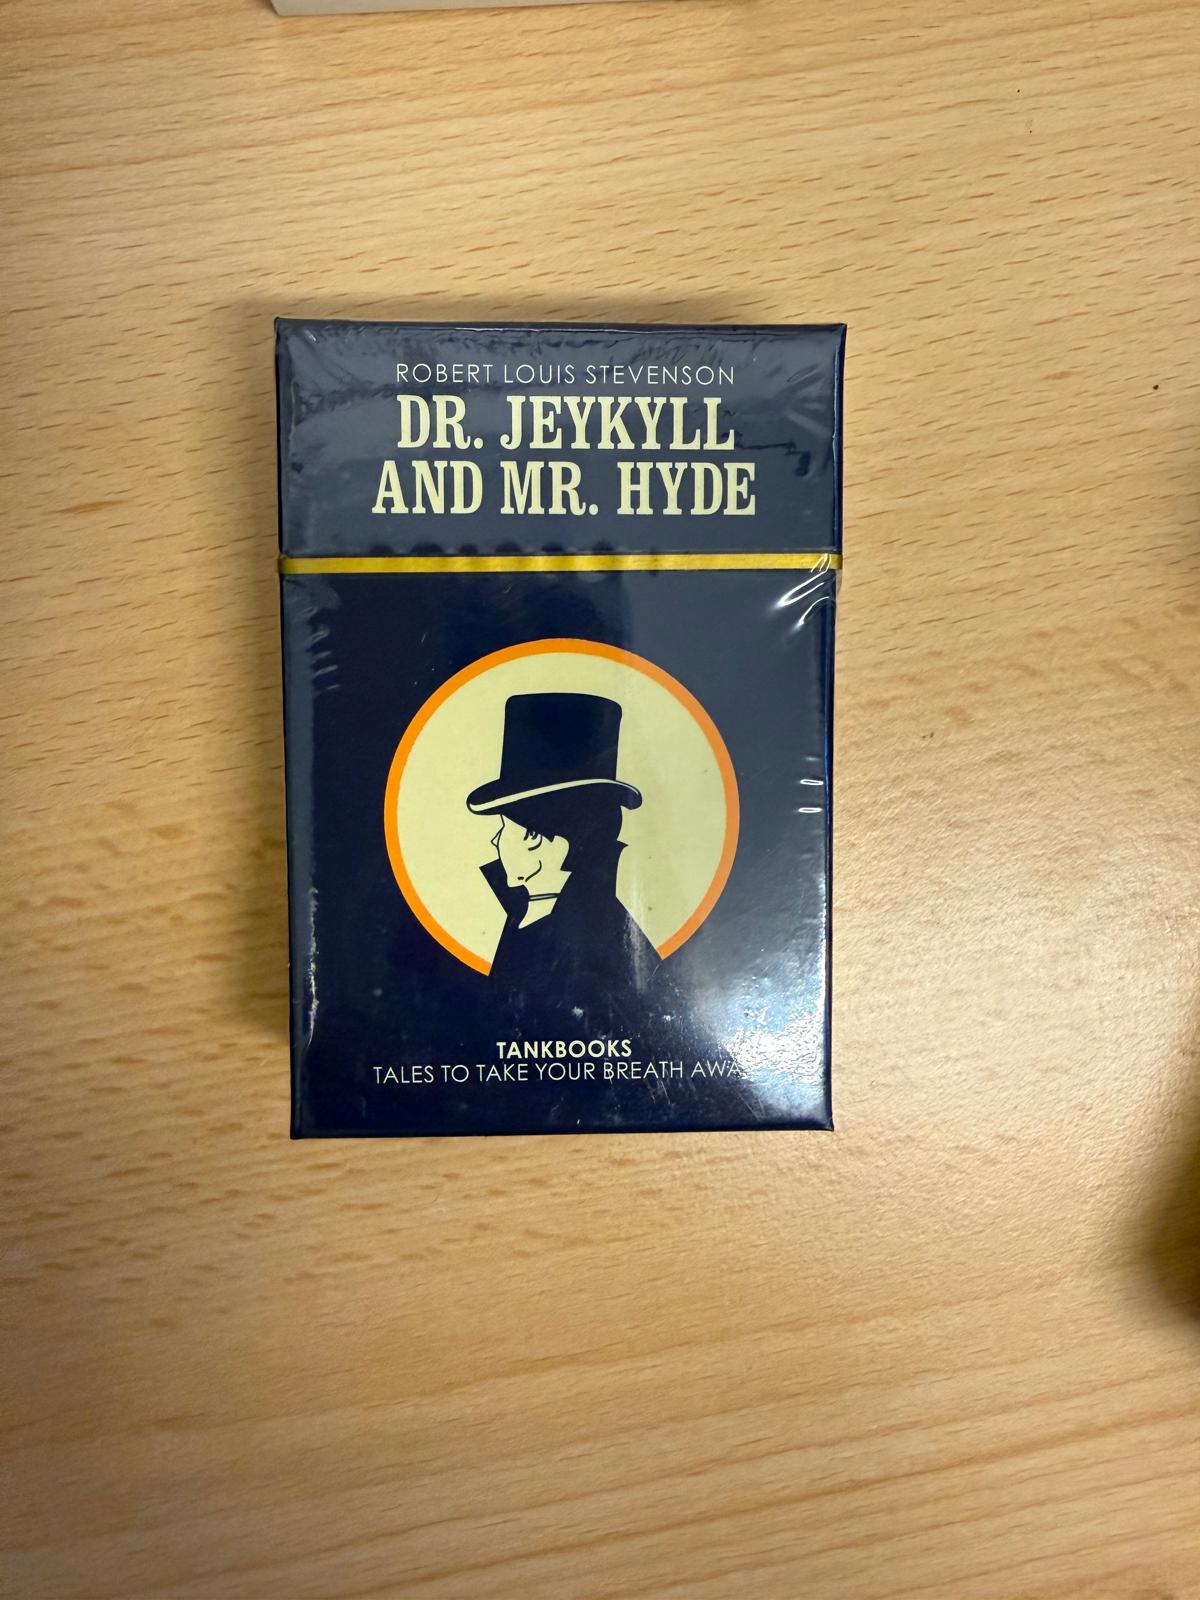 ROBERT LOUIS STEVENSON
DR. JEYKYLL
AND MR. HYDE
TANKBOOKS
TALES TO TAKE YOUR BREATH